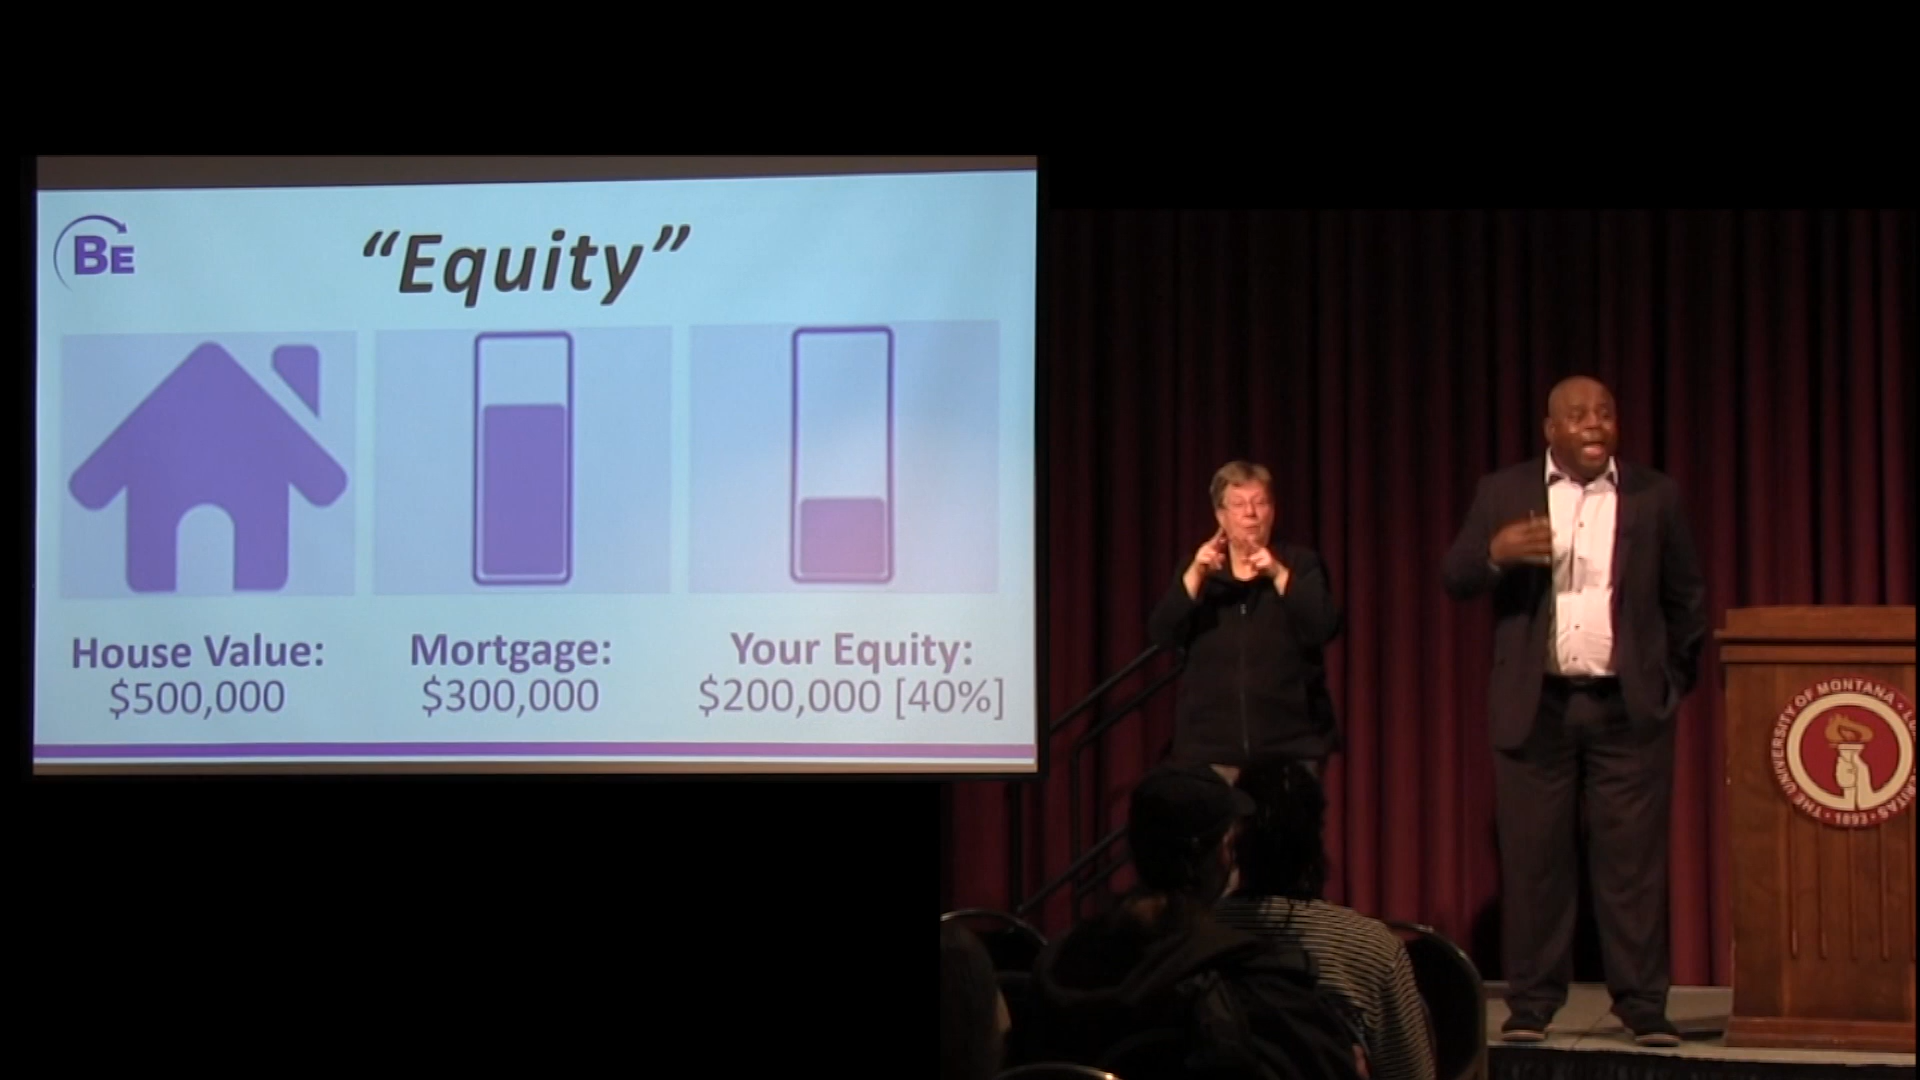 BE
“Equity”
House Value:
$500,000
Mortgage:
$300,000
Your Equity:
$200,000 [40%]
THE UNIVERSITY OF MONTANA
1893